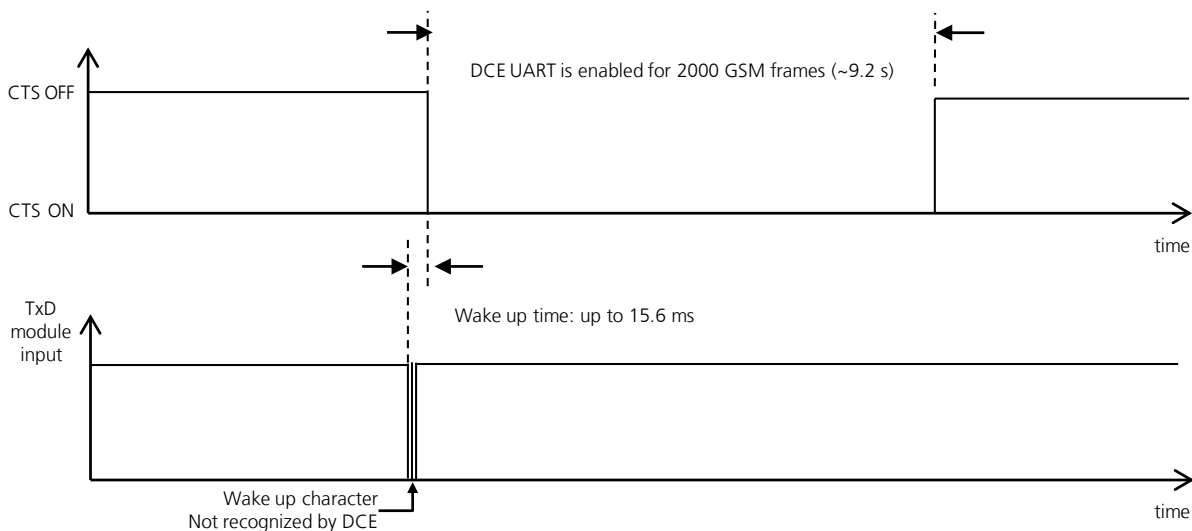 DCE UART is enabled for 2000 GSM frames (~9.2 s)
CTS OFF
CTS ON
time
TxD
module
input
Wake up time: up to 15.6 ms
Wake up character
Not recognized by DCE
time